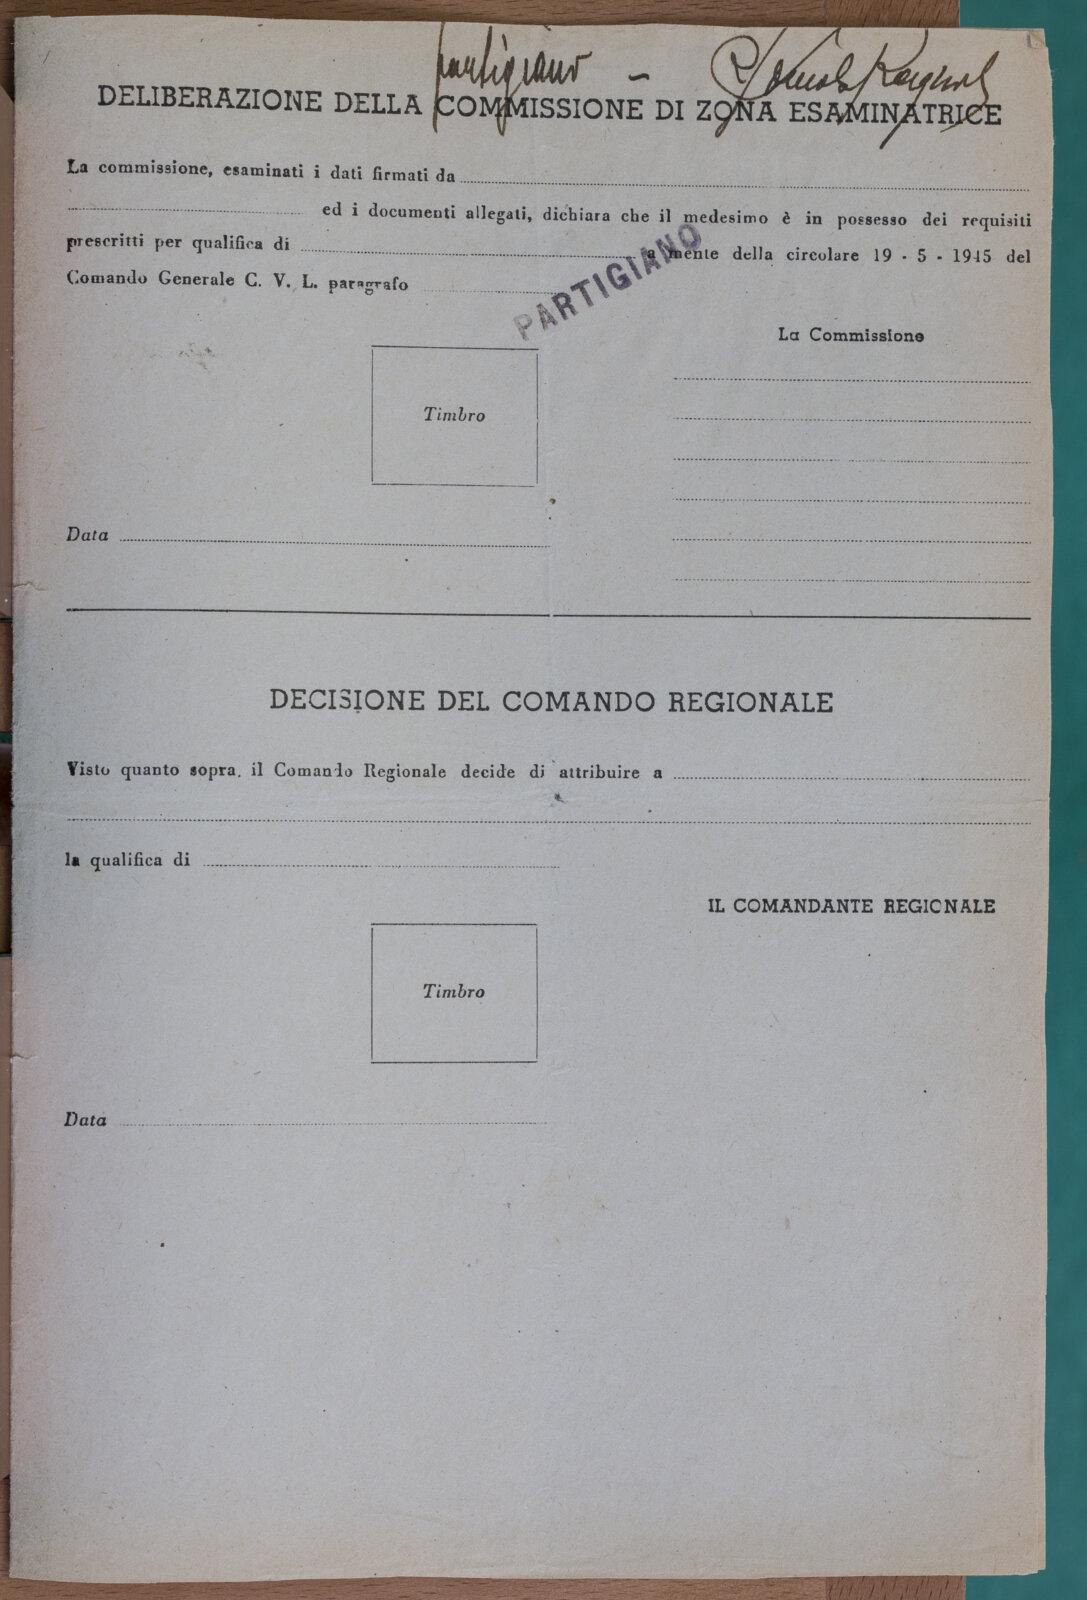 partigiano –
DELIBERAZIONE DELLA COMMISSIONE DI ZONA ESAMINATRICE
La commissione, esaminati i dati firmati da
ed i documenti allegati, dichiara che il medesimo è in possesso dei requisiti
prescritti per qualifica di a mente della circolare 19 - 5 - 1945 del
Comando Generale C. V. L. paragrafo
PARTIGIANO
La Commissione
Timbro
Data
DECISIONE DEL COMANDO REGIONALE
Visto quanto sopra, il Comando Regionale decide di attribuire a
la qualifica di
IL COMANDANTE REGIONALE
Timbro
Data